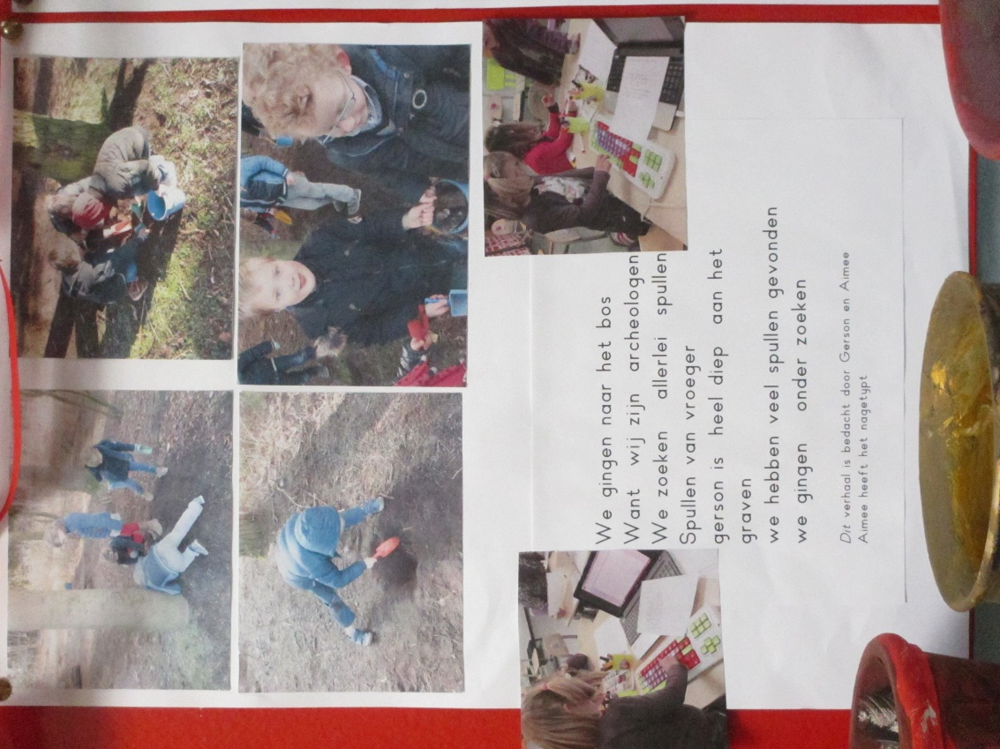 We gingen naar het bos
Want wij zijn archeologen
We zoeken allerlei spullen
Spullen van vroeger
gerson is heel diep aan het
graven
we hebben veel spullen gevonden
we gingen onder zoeken
Dit verhaal is bedacht door Gerson en Aimee
Aimee heeft het nagetypt